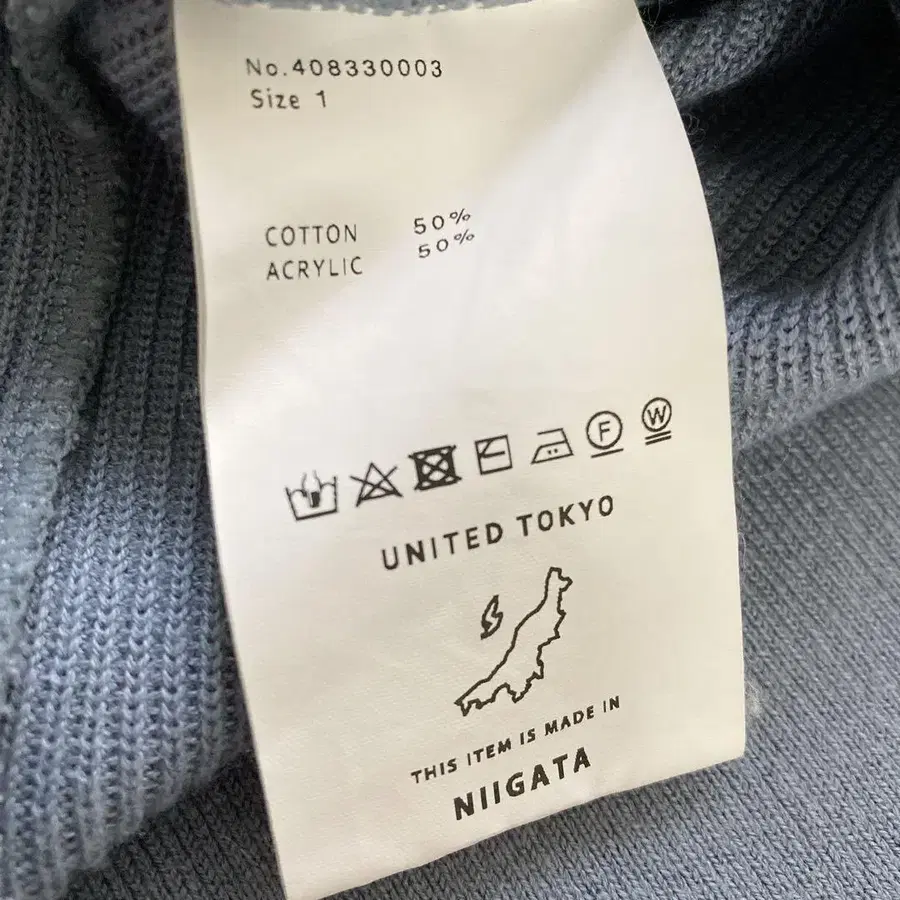 No.408330003
Size 1
COTTON 50%
ACRYLIC 50%
F W
UNITED TOKYO
THIS ITEM IS MADE IN
NIIGATA